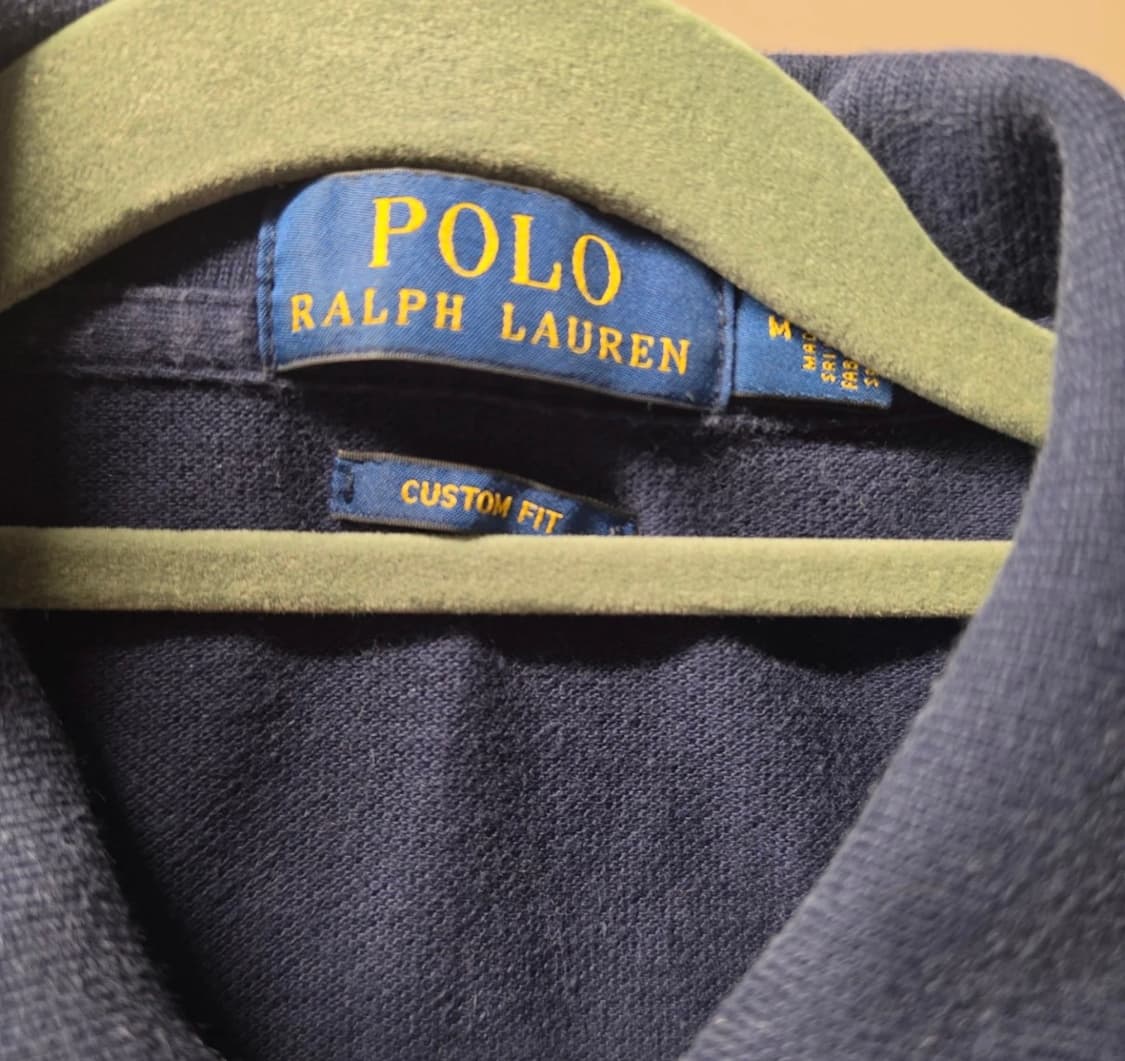 POLO
RALPH LAUREN
M
CUSTOM FIT